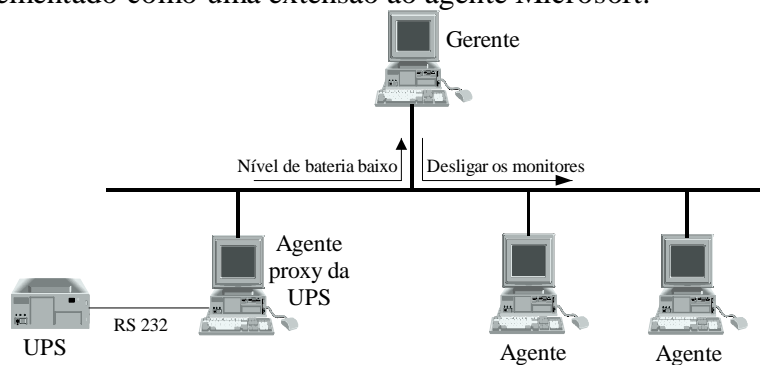 ementado como uma extensão ao agente Microsoft.
Gerente
Nível de bateria baixo
Desligar os monitores
Agente
proxy da
UPS
RS 232
UPS
Agente
Agente